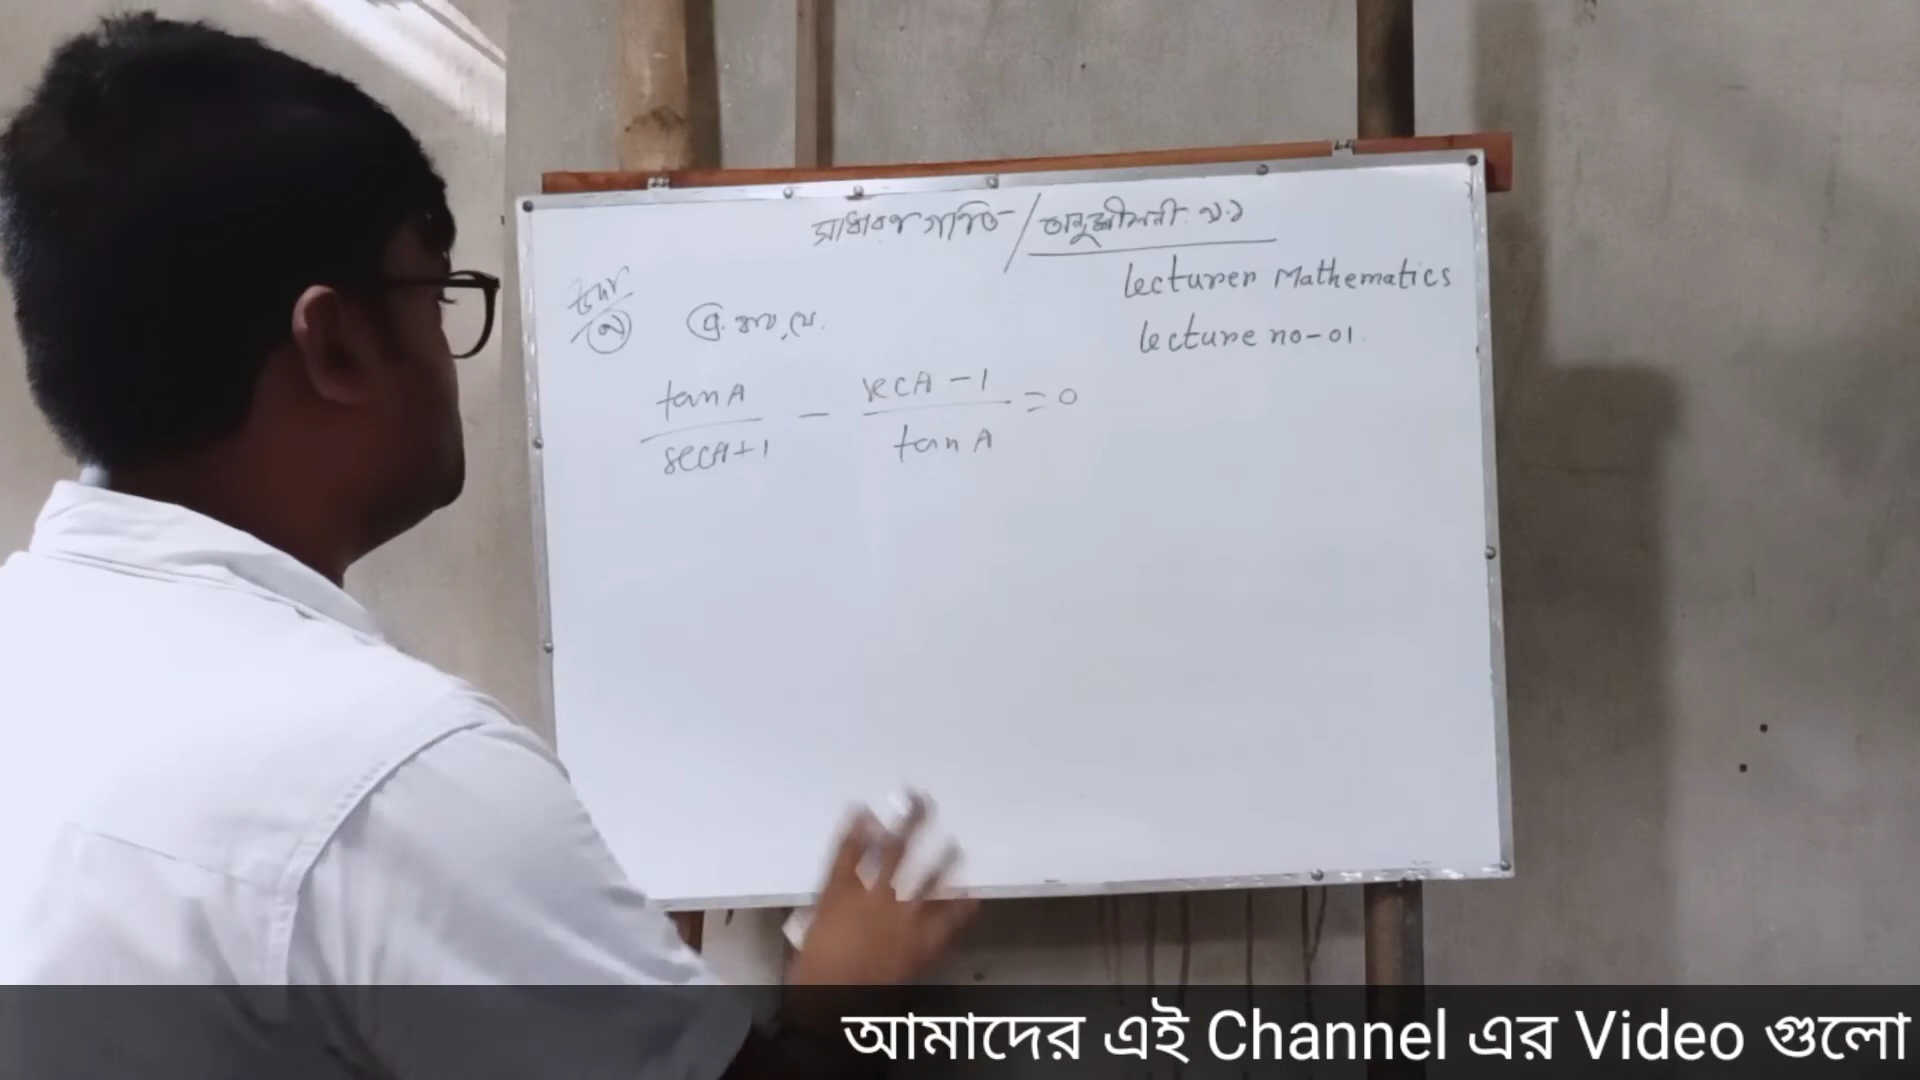 সাধারণ গণিত / অনুশীলনী ৯.১
Lecturer Mathematics
Lecture no-01.
tanA / secA+1 − secA−1 / tanA = 0
আমাদের এই Channel এর Video গুলো